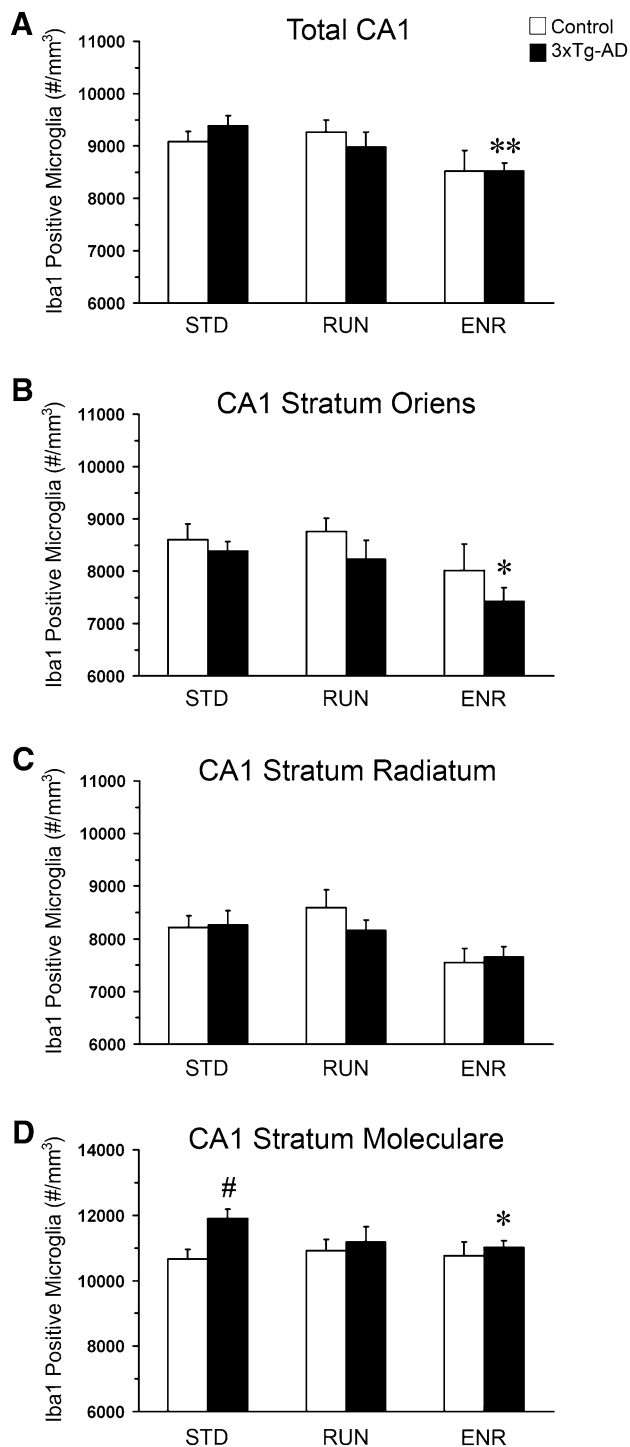 A
Total CA1
Control
3xTg-AD
Iba1 Positive Microglia (#/mm³)
11000
10000
9000
8000
7000
6000
**
STD RUN ENR
B
CA1 Stratum Oriens
Iba1 Positive Microglia (#/mm³)
11000
10000
9000
8000
7000
6000
*
STD RUN ENR
C
CA1 Stratum Radiatum
Iba1 Positive Microglia (#/mm³)
11000
10000
9000
8000
7000
6000
STD RUN ENR
D
CA1 Stratum Moleculare
Iba1 Positive Microglia (#/mm³)
14000
12000
10000
8000
6000
#
*
STD RUN ENR